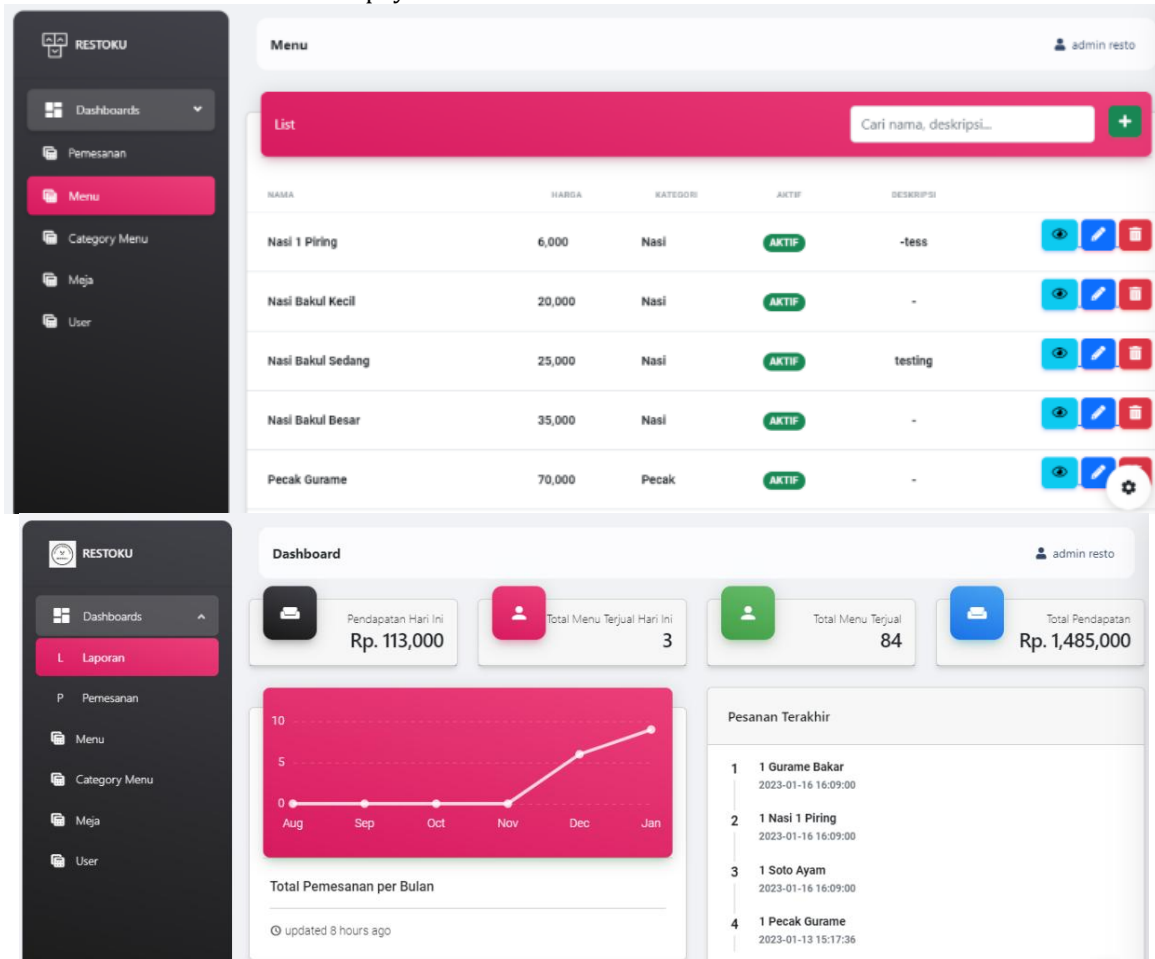 RESTOKU
Menu
admin resto
Dashboards
Pemesanan
Menu
Category Menu
Meja
User
List
Cari nama, deskripsi...
+
NAMA HARGA KATEGORI AKTIF DESKRIPSI
Nasi 1 Piring 6,000 Nasi AKTIF -tess
Nasi Bakul Kecil 20,000 Nasi AKTIF -
Nasi Bakul Sedang 25,000 Nasi AKTIF testing
Nasi Bakul Besar 35,000 Nasi AKTIF -
Pecak Gurame 70,000 Pecak AKTIF -
RESTOKU
Dashboard
admin resto
Dashboards
L Laporan
P Pemesanan
Menu
Category Menu
Meja
User
Pendapatan Hari Ini
Rp. 113,000
Total Menu Terjual Hari Ini
3
Total Menu Terjual
84
Total Pendapatan
Rp. 1,485,000
10
5
0
Aug Sep Oct Nov Dec Jan
Total Pemesanan per Bulan
updated 8 hours ago
Pesanan Terakhir
1 1 Gurame Bakar
2023-01-16 16:09:00
2 1 Nasi 1 Piring
2023-01-16 16:09:00
3 1 Soto Ayam
2023-01-16 16:09:00
4 1 Pecak Gurame
2023-01-13 15:17:36